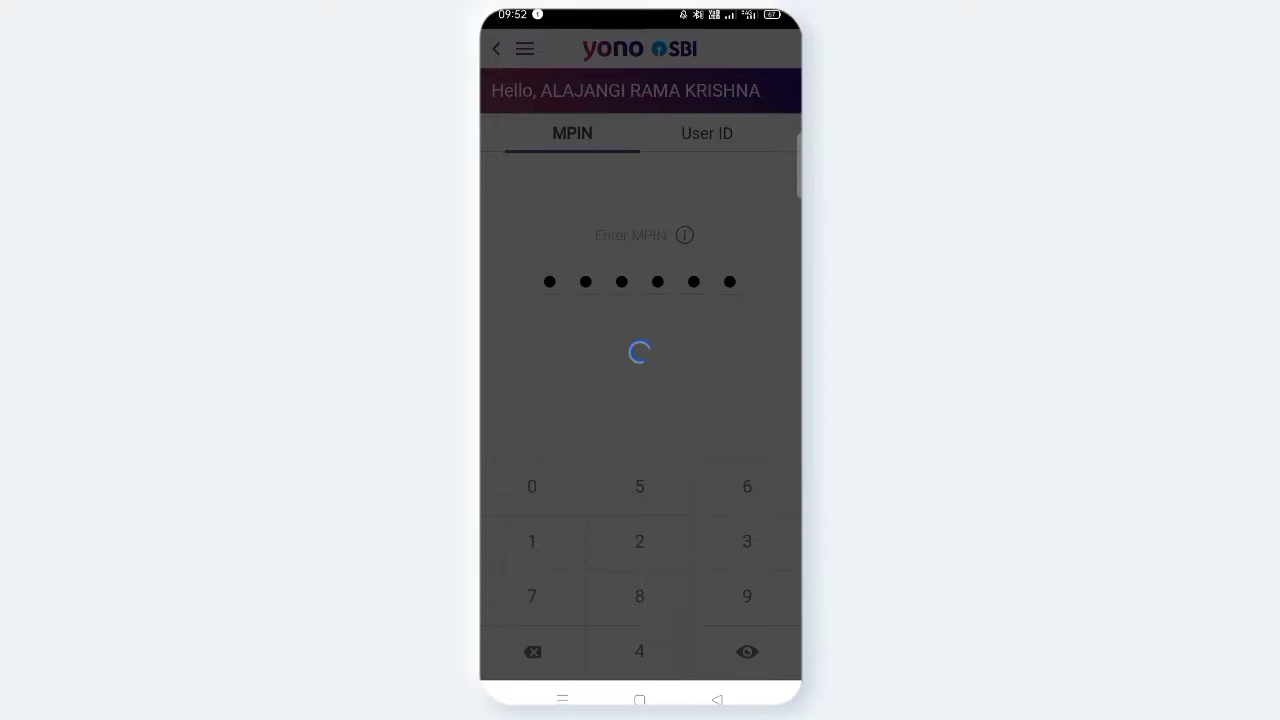 09:52
67
yono SBI
Hello, ALAJANGI RAMA KRISHNA
MPIN User ID
Enter MPIN
0 5 6
1 2 3
7 8 9
4